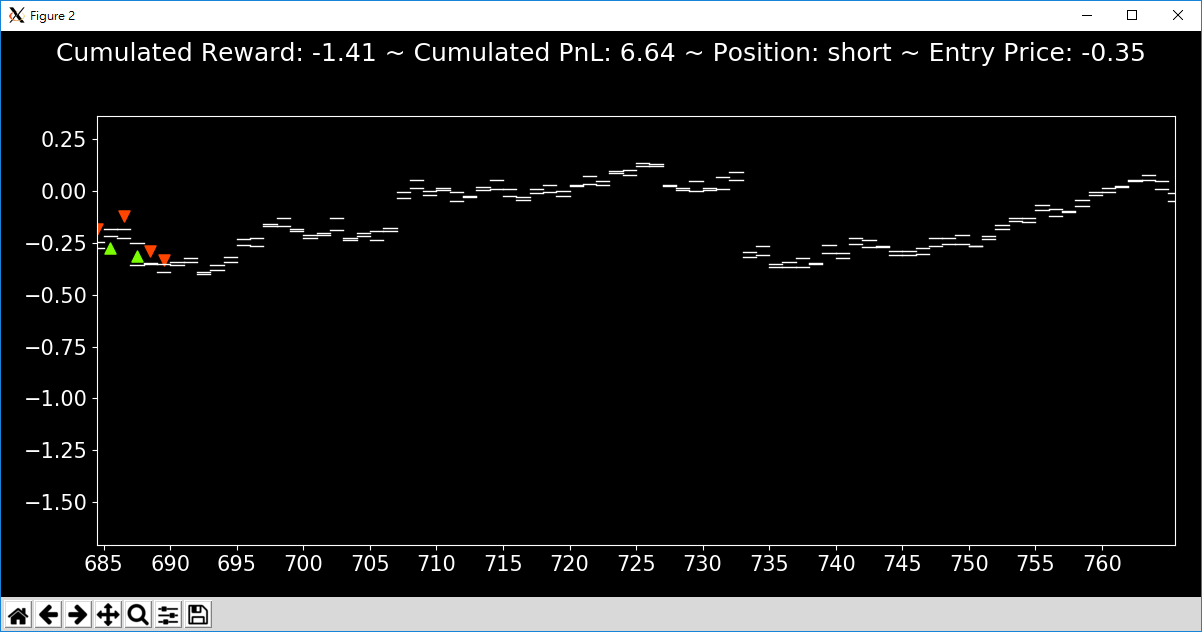 Figure 2
Cumulated Reward: -1.41 ~ Cumulated PnL: 6.64 ~ Position: short ~ Entry Price: -0.35
0.25
0.00
−0.25
−0.50
−0.75
−1.00
−1.25
−1.50
685 690 695 700 705 710 715 720 725 730 735 740 745 750 755 760